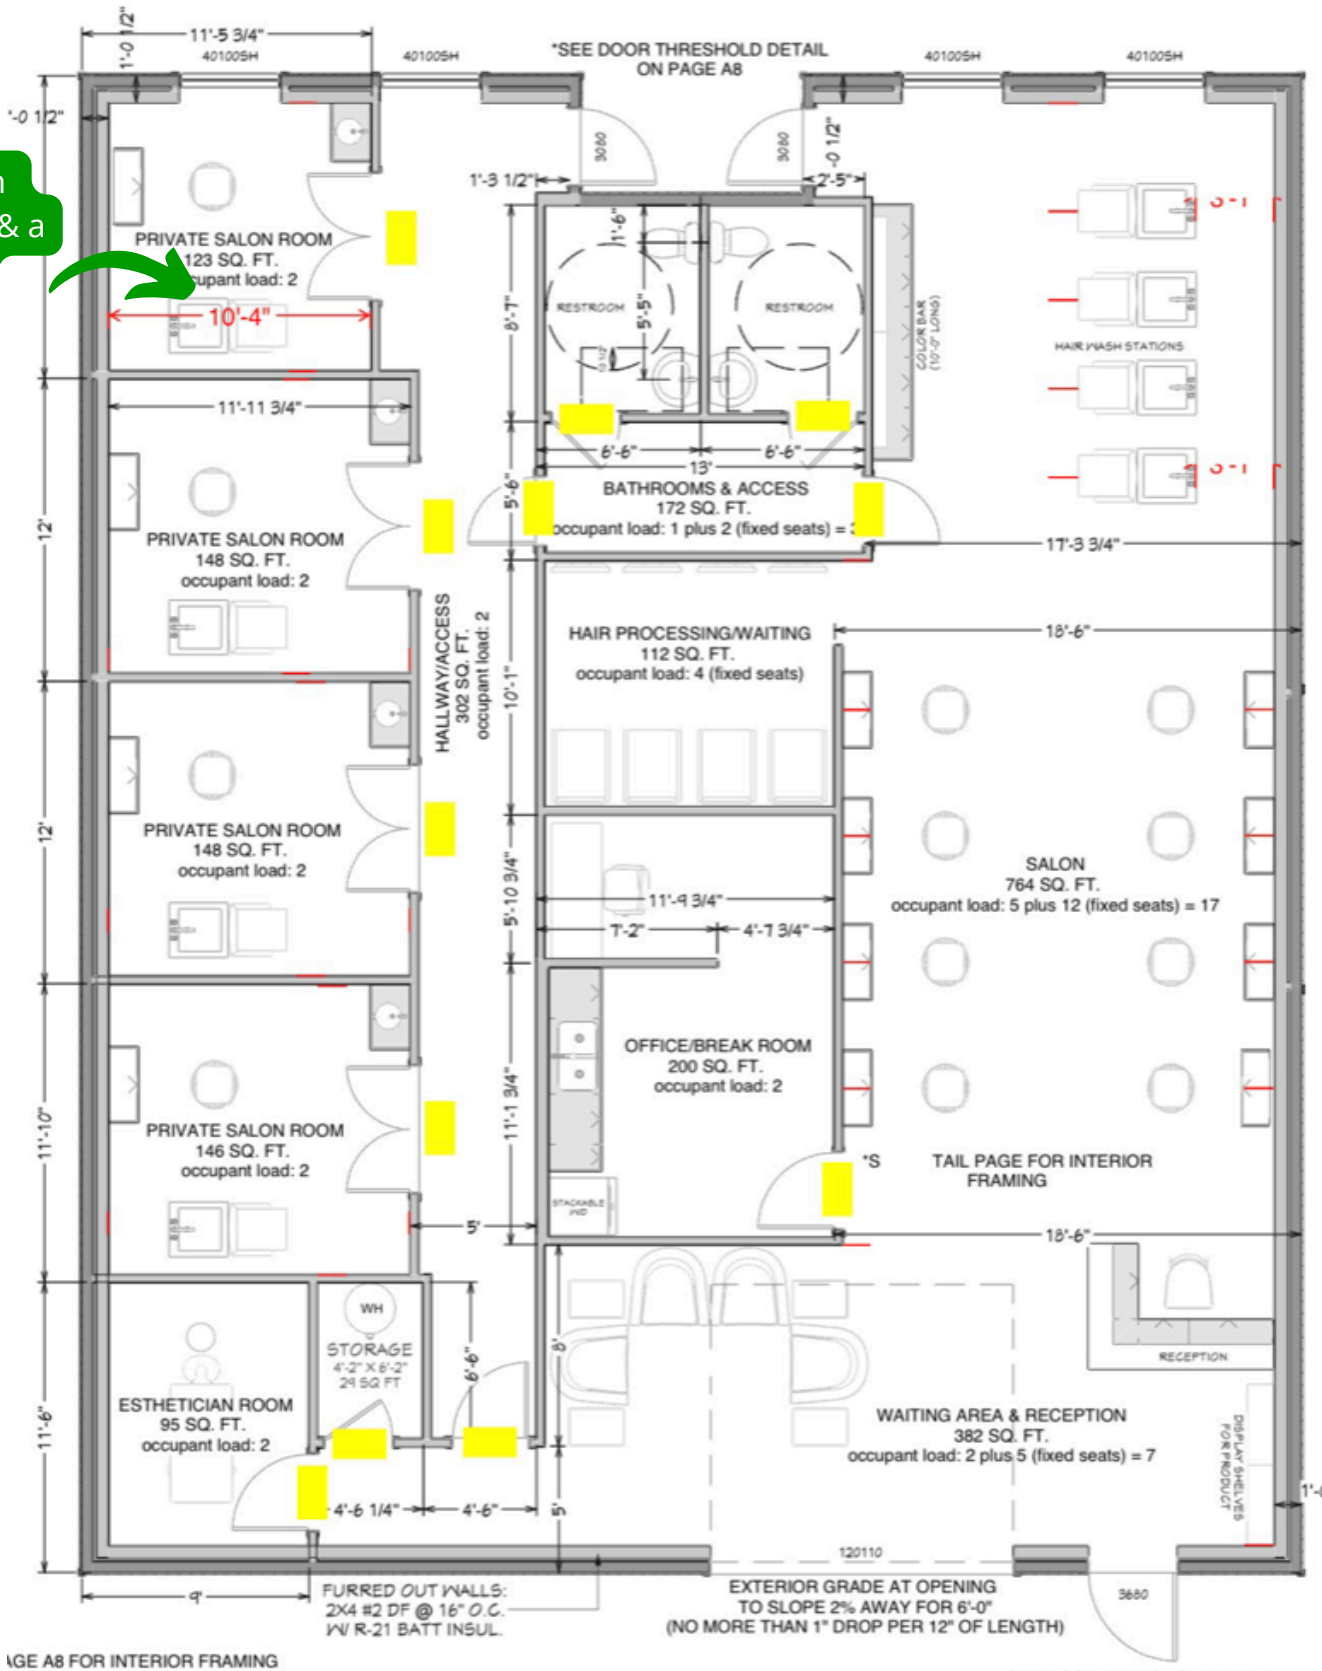 11'-5 3/4"
1'-0 1/2"
4010OSH
4010OSH
*SEE DOOR THRESHOLD DETAIL
ON PAGE A8
4010OSH
4010OSH
'-0 1/2"
& a
3080
3080
-0 1/2"
1'-3 1/2"
2'-5"
PRIVATE SALON ROOM
123 SQ. FT.
cupant load: 2
10'-4"
1'-6"
8'-7"
5'-5"
RESTROOM
RESTROOM
COLOR BAR
(10'-0" LONG)
HAIR WASH STATIONS
11'-11 3/4"
12'
PRIVATE SALON ROOM
148 SQ. FT.
occupant load: 2
6'-6"
6'-6"
13'
5'-6"
BATHROOMS & ACCESS
172 SQ. FT.
occupant load: 1 plus 2 (fixed seats) =
17'-3 3/4"
18'-6"
HALLWAY/ACCESS
302 SQ. FT.
occupant load: 2
10'-1"
HAIR PROCESSING/WAITING
112 SQ. FT.
occupant load: 4 (fixed seats)
12'
PRIVATE SALON ROOM
148 SQ. FT.
occupant load: 2
5'-10 3/4"
11'-9 3/4"
7'-2"
4'-7 3/4"
SALON
764 SQ. FT.
occupant load: 5 plus 12 (fixed seats) = 17
11'-10"
PRIVATE SALON ROOM
146 SQ. FT.
occupant load: 2
11'-1 3/4"
OFFICE/BREAK ROOM
200 SQ. FT.
occupant load: 2
STACKABLE
W/D
*S
TAIL PAGE FOR INTERIOR
FRAMING
5'
18'-6"
WH
STORAGE
4'-2" X 6'-2"
29 SQ FT
6'-6"
8'
RECEPTION
11'-6"
ESTHETICIAN ROOM
95 SQ. FT.
occupant load: 2
WAITING AREA & RECEPTION
382 SQ. FT.
occupant load: 2 plus 5 (fixed seats) = 7
DISPLAY SHELVES
FOR PRODUCT
4'-6 1/4"
4'-6"
5'
9'
120110
3680
FURRED OUT WALLS:
2X4 #2 DF @ 16" O.C.
W/ R-21 BATT INSUL.
EXTERIOR GRADE AT OPENING
TO SLOPE 2% AWAY FOR 6'-0"
(NO MORE THAN 1" DROP PER 12" OF LENGTH)
AGE A8 FOR INTERIOR FRAMING